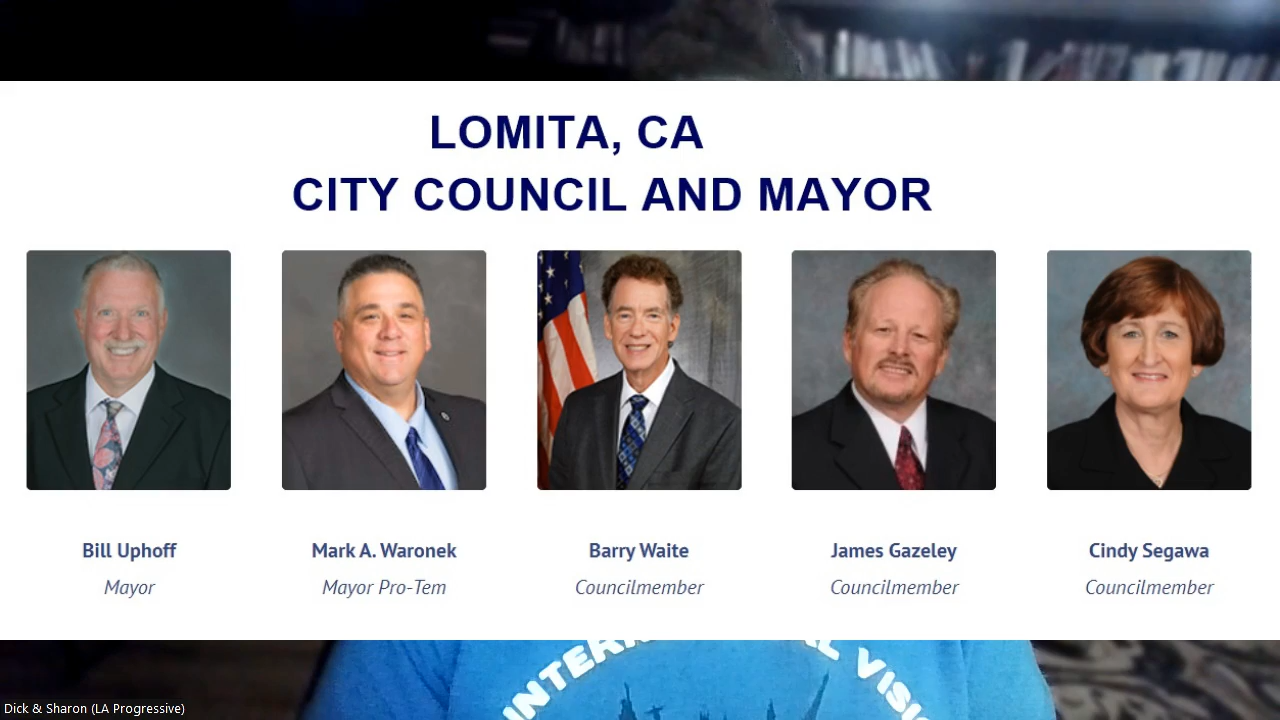 LOMITA, CA
CITY COUNCIL AND MAYOR
Bill Uphoff
Mayor
Mark A. Waronek
Mayor Pro-Tem
Barry Waite
Councilmember
James Gazeley
Councilmember
Cindy Segawa
Councilmember
Dick & Sharon (LA Progressive)